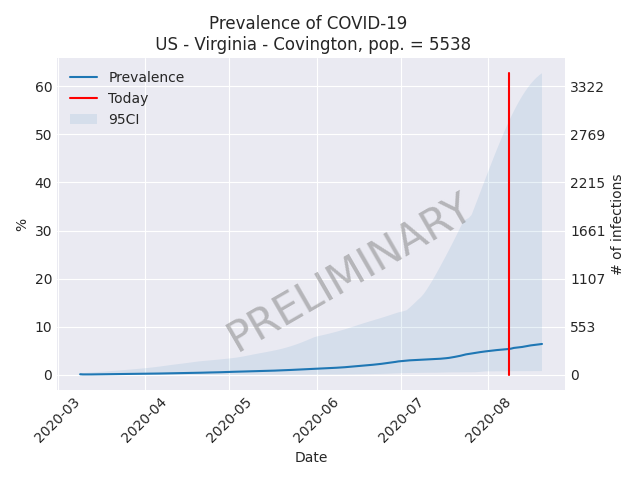 Prevalence of COVID-19
US - Virginia - Covington, pop. = 5538
Prevalence
Today
95CI
PRELIMINARY
60
50
40
30
20
10
0
%
3322
2769
2215
1661
1107
553
0
# of infections
2020-03
2020-04
2020-05
2020-06
2020-07
2020-08
Date